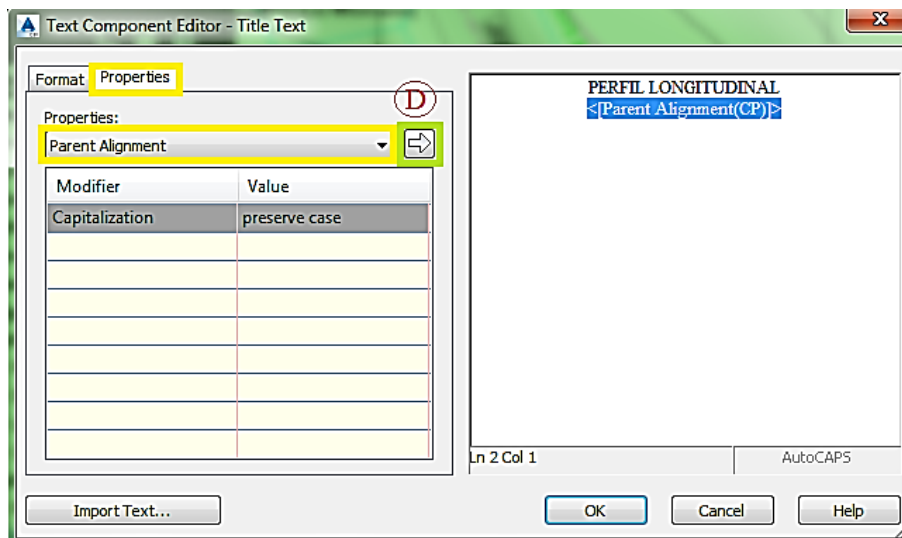 Text Component Editor - Title Text
X
Format Properties
D
Properties:
Parent Alignment
Modifier Value
Capitalization preserve case
PERFIL LONGITUDINAL
<[Parent Alignment(CP)]>
Ln 2 Col 1 AutoCAPS
Import Text... OK Cancel Help